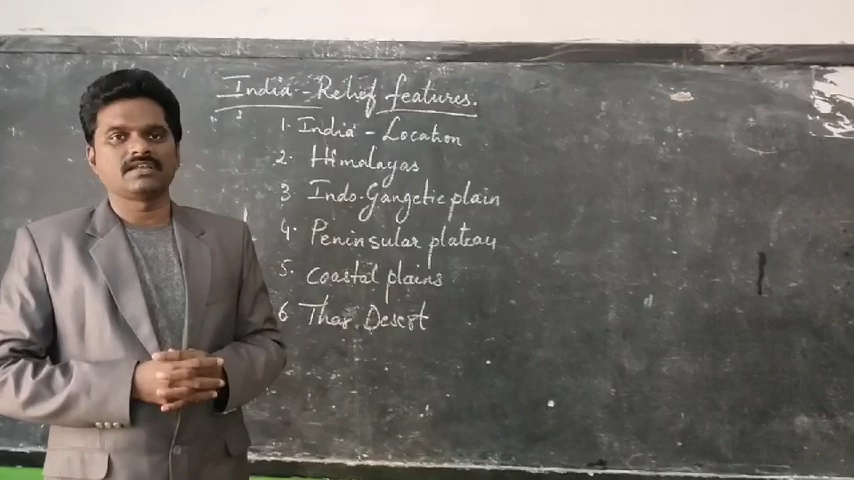 India - Relief features.
1. India - Location
2. Himalayas
3 Indo-Gangetic plain
4. Peninsular plateau
5. coastal plains
6 Thar Desert